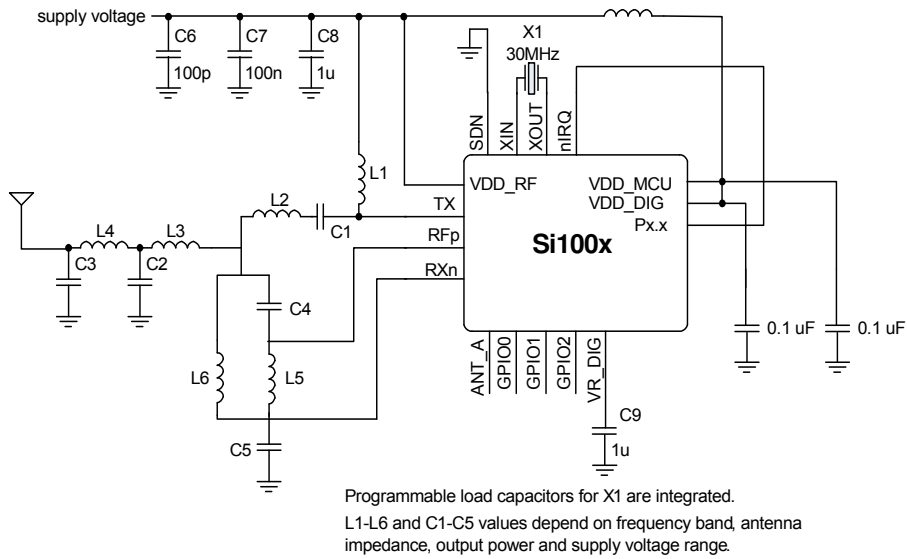 supply voltage
C6
C7
C8
100p
100n
1u
X1
30MHz
SDN
XIN
XOUT
nIRQ
L1
VDD_RF
VDD_MCU
VDD_DIG
Px.x
TX
RFp
RXn
Si100x
L2
C1
L4
L3
C3
C2
C4
L6
L5
C5
0.1 uF
0.1 uF
ANT_A
GPIO0
GPIO1
GPIO2
VR_DIG
C9
1u
Programmable load capacitors for X1 are integrated.
L1-L6 and C1-C5 values depend on frequency band, antenna
impedance, output power and supply voltage range.